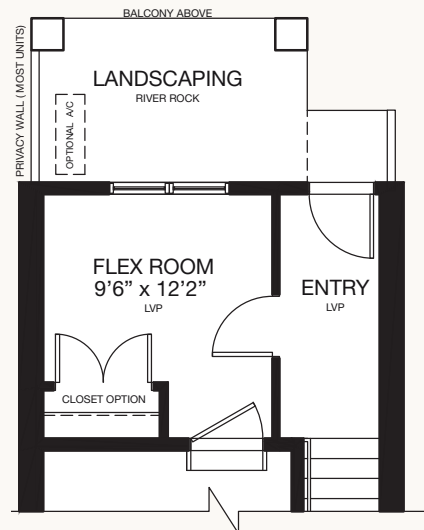 BALCONY ABOVE
PRIVACY WALL (MOST UNITS)
LANDSCAPING
RIVER ROCK
OPTIONAL A/C
FLEX ROOM
9'6” x 12'2”
LVP
ENTRY
LVP
CLOSET OPTION